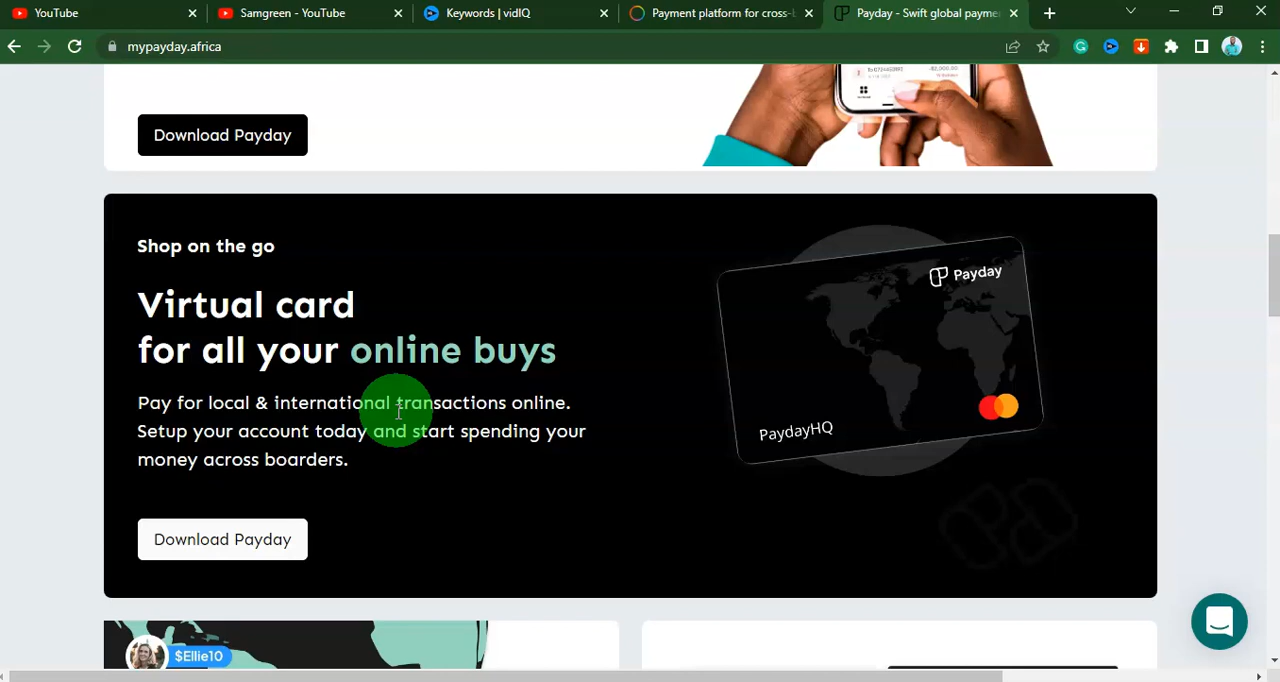 YouTube
Samgreen - YouTube
Keywords | vidIQ
Payment platform for cross-
Payday - Swift global payme
mypayday.africa
Download Payday
Shop on the go
Virtual card
for all your online buys
Pay for local & international transactions online.
Setup your account today and start spending your
money across boarders.
Download Payday
Payday
PaydayHQ
$Ellie10